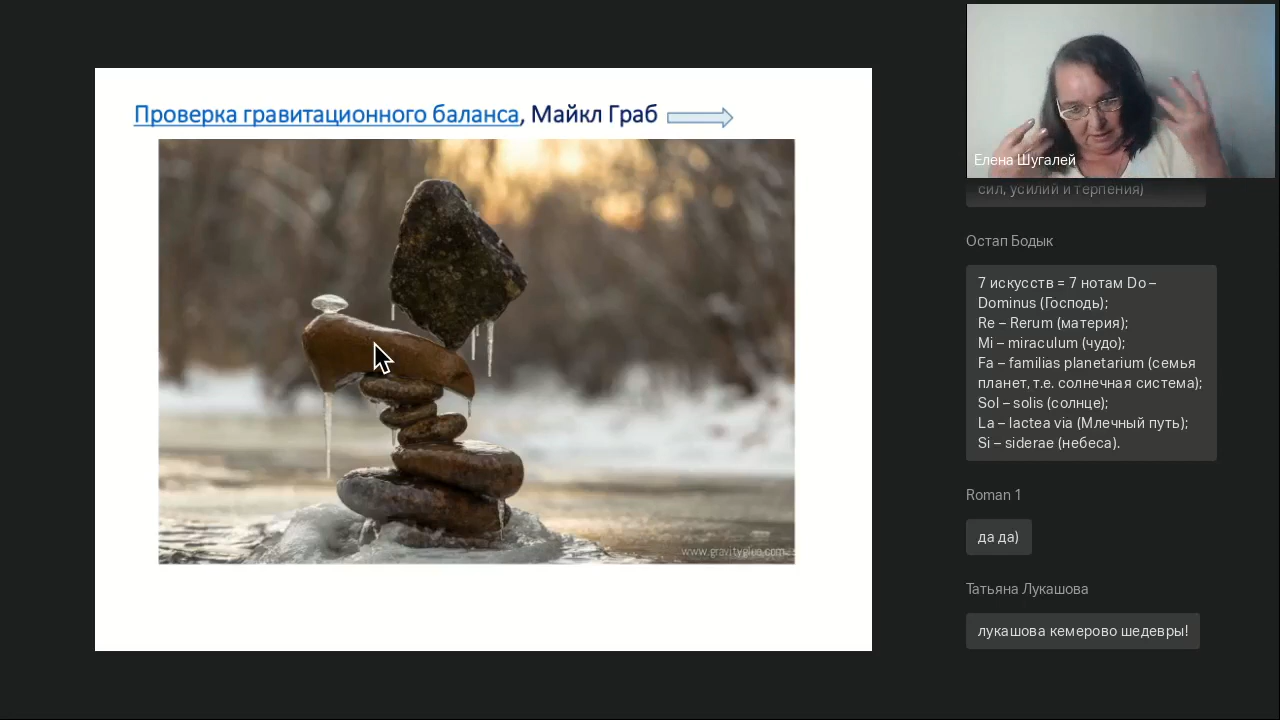 Проверка гравитационного баланса, Майкл Граб
www.gravityglue.com
Елена Шугалей
сил, усилий и терпения)
Остап Бодык
7 искусств = 7 нотам Do –
Dominus (Господь);
Re – Rerum (материя);
Mi – miraculum (чудо);
Fa – familias planetarium (семья
планет, т.е. солнечная система);
Sol – solis (солнце);
La – lactea via (Млечный путь);
Si – siderae (небеса).
Roman 1
да да)
Татьяна Лукашова
лукашова кемерово шедевры!